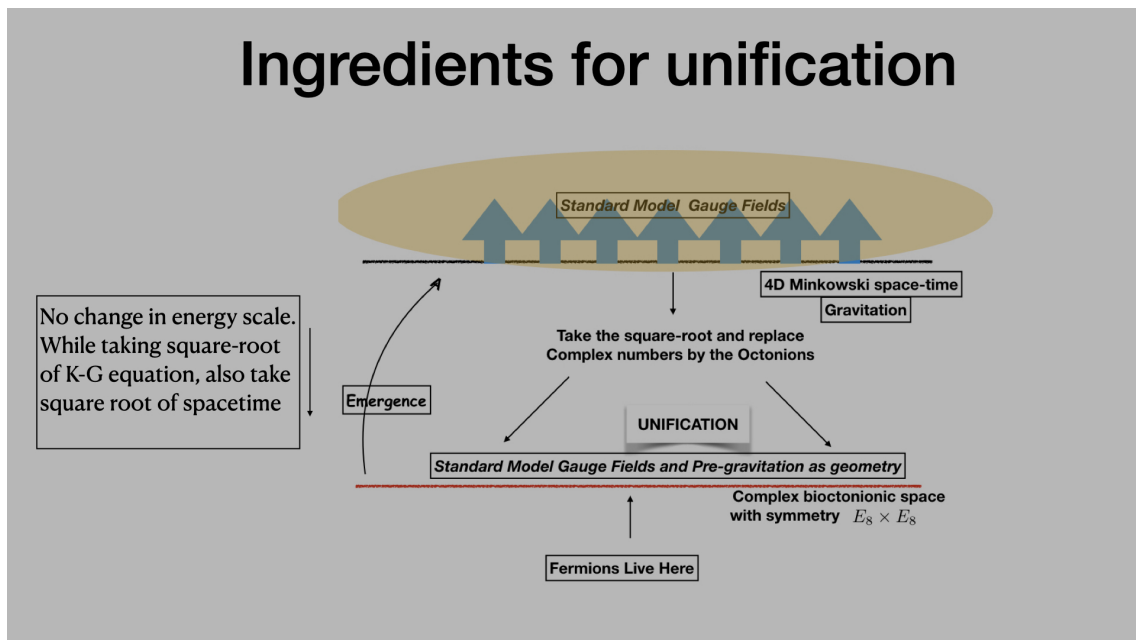 Ingredients for unification
Standard Model Gauge Fields
4D Minkowski space-time
Gravitation
No change in energy scale.
While taking square-root
of K-G equation, also take
square root of spacetime
Take the square-root and replace
Complex numbers by the Octonions
Emergence
UNIFICATION
Standard Model Gauge Fields and Pre-gravitation as geometry
Complex bioctonionic space
with symmetry E₈ × E₈
Fermions Live Here